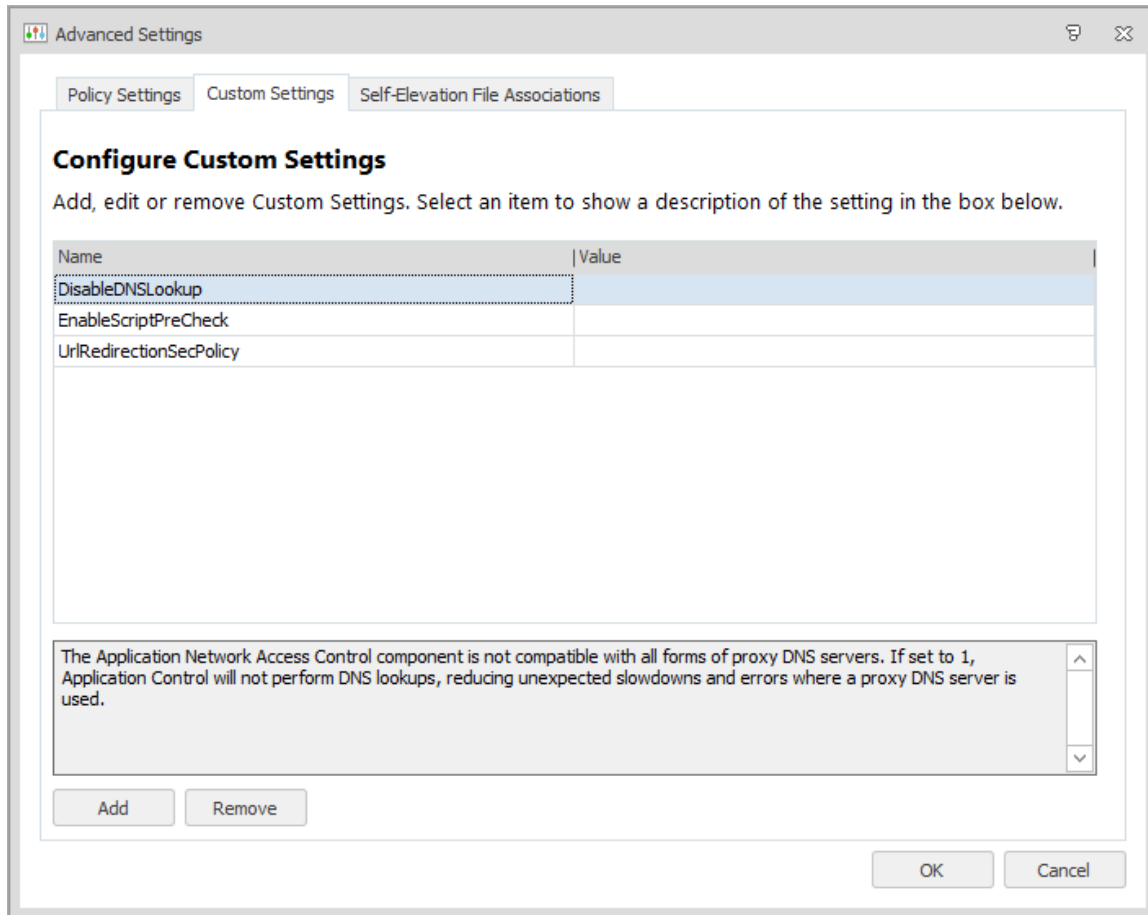 Advanced Settings
Policy Settings
Custom Settings
Self-Elevation File Associations
Configure Custom Settings
Add, edit or remove Custom Settings. Select an item to show a description of the setting in the box below.
Name
Value
DisableDNSLookup
EnableScriptPreCheck
UrlRedirectionSecPolicy
The Application Network Access Control component is not compatible with all forms of proxy DNS servers. If set to 1,
Application Control will not perform DNS lookups, reducing unexpected slowdowns and errors where a proxy DNS server is
used.
Add
Remove
OK
Cancel